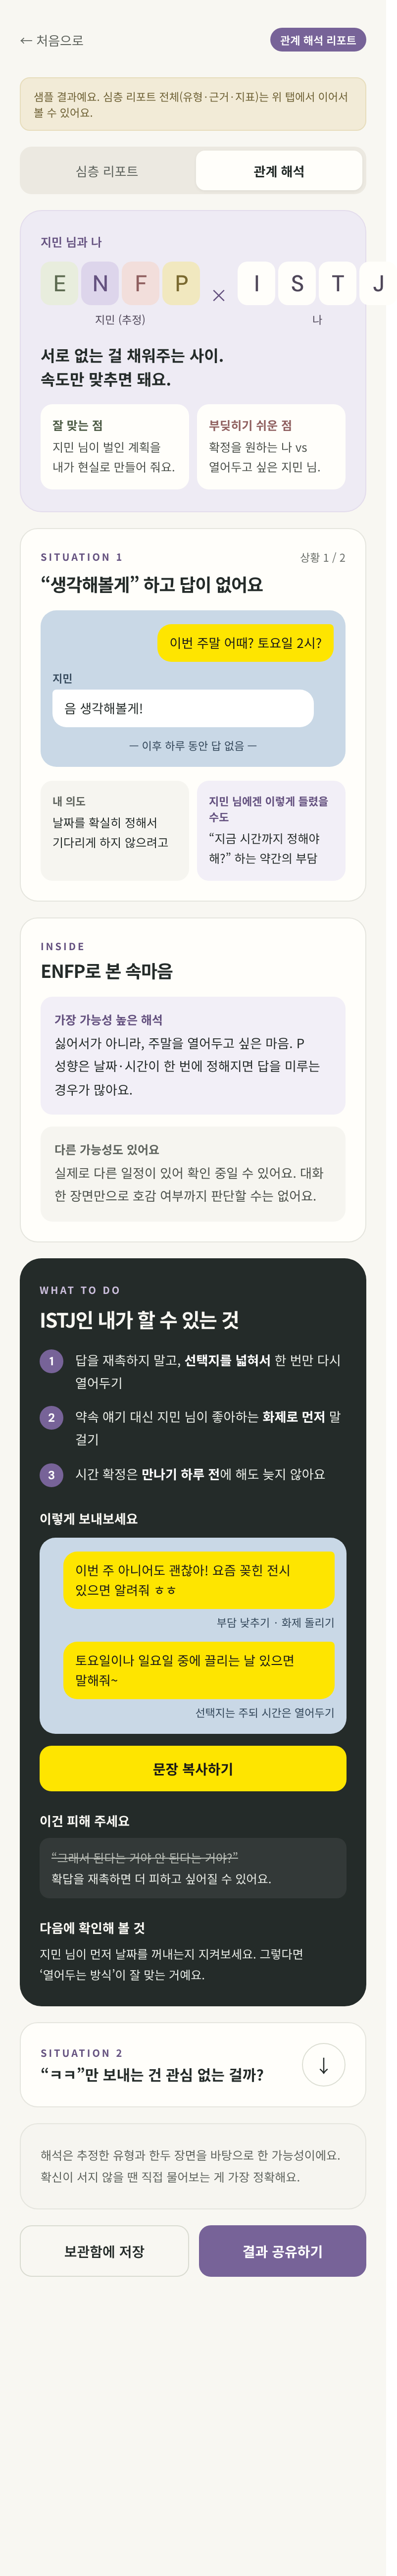 ← 처음으로
관계 해석 리포트
샘플 결과예요. 심층 리포트 전체(유형·근거·지표)는 위 탭에서 이어서
볼 수 있어요.
심층 리포트
관계 해석
지민 님과 나
E N F P × I S T J
지민 (추정)
나
서로 없는 걸 채워주는 사이.
속도만 맞추면 돼요.
잘 맞는 점
지민 님이 벌인 계획을
내가 현실로 만들어 줘요.
부딪히기 쉬운 점
확정을 원하는 나 vs
열어두고 싶은 지민 님.
SITUATION 1
상황 1 / 2
“생각해볼게” 하고 답이 없어요
이번 주말 어때? 토요일 2시?
지민
음 생각해볼게!
— 이후 하루 동안 답 없음 —
내 의도
날짜를 확실히 정해서
기다리게 하지 않으려고
지민 님에겐 이렇게 들렸을
수도
“지금 시간까지 정해야
해?” 하는 약간의 부담
INSIDE
ENFP로 본 속마음
가장 가능성 높은 해석
싫어서가 아니라, 주말을 열어두고 싶은 마음. P
성향은 날짜·시간이 한 번에 정해지면 답을 미루는
경우가 많아요.
다른 가능성도 있어요
실제로 다른 일정이 있어 확인 중일 수 있어요. 대화
한 장면만으로 호감 여부까지 판단할 수는 없어요.
WHAT TO DO
ISTJ인 내가 할 수 있는 것
1 답을 재촉하지 말고, 선택지를 넓혀서 한 번만 다시
열어두기
2 약속 얘기 대신 지민 님이 좋아하는 화제로 먼저 말
걸기
3 시간 확정은 만나기 하루 전에 해도 늦지 않아요
이렇게 보내보세요
이번 주 아니어도 괜찮아! 요즘 꽂힌 전시
있으면 알려줘 ㅎㅎ
부담 낮추기 · 화제 돌리기
토요일이나 일요일 중에 끌리는 날 있으면
말해줘~
선택지는 주되 시간은 열어두기
문장 복사하기
이건 피해 주세요
“그래서 된다는 거야 안 된다는 거야?”
확답을 재촉하면 더 피하고 싶어질 수 있어요.
다음에 확인해 볼 것
지민 님이 먼저 날짜를 꺼내는지 지켜보세요. 그렇다면
‘열어두는 방식’이 잘 맞는 거예요.
SITUATION 2
“ㅋㅋ”만 보내는 건 관심 없는 걸까?
↓
해석은 추정한 유형과 한두 장면을 바탕으로 한 가능성이에요.
확신이 서지 않을 땐 직접 물어보는 게 가장 정확해요.
보관함에 저장
결과 공유하기